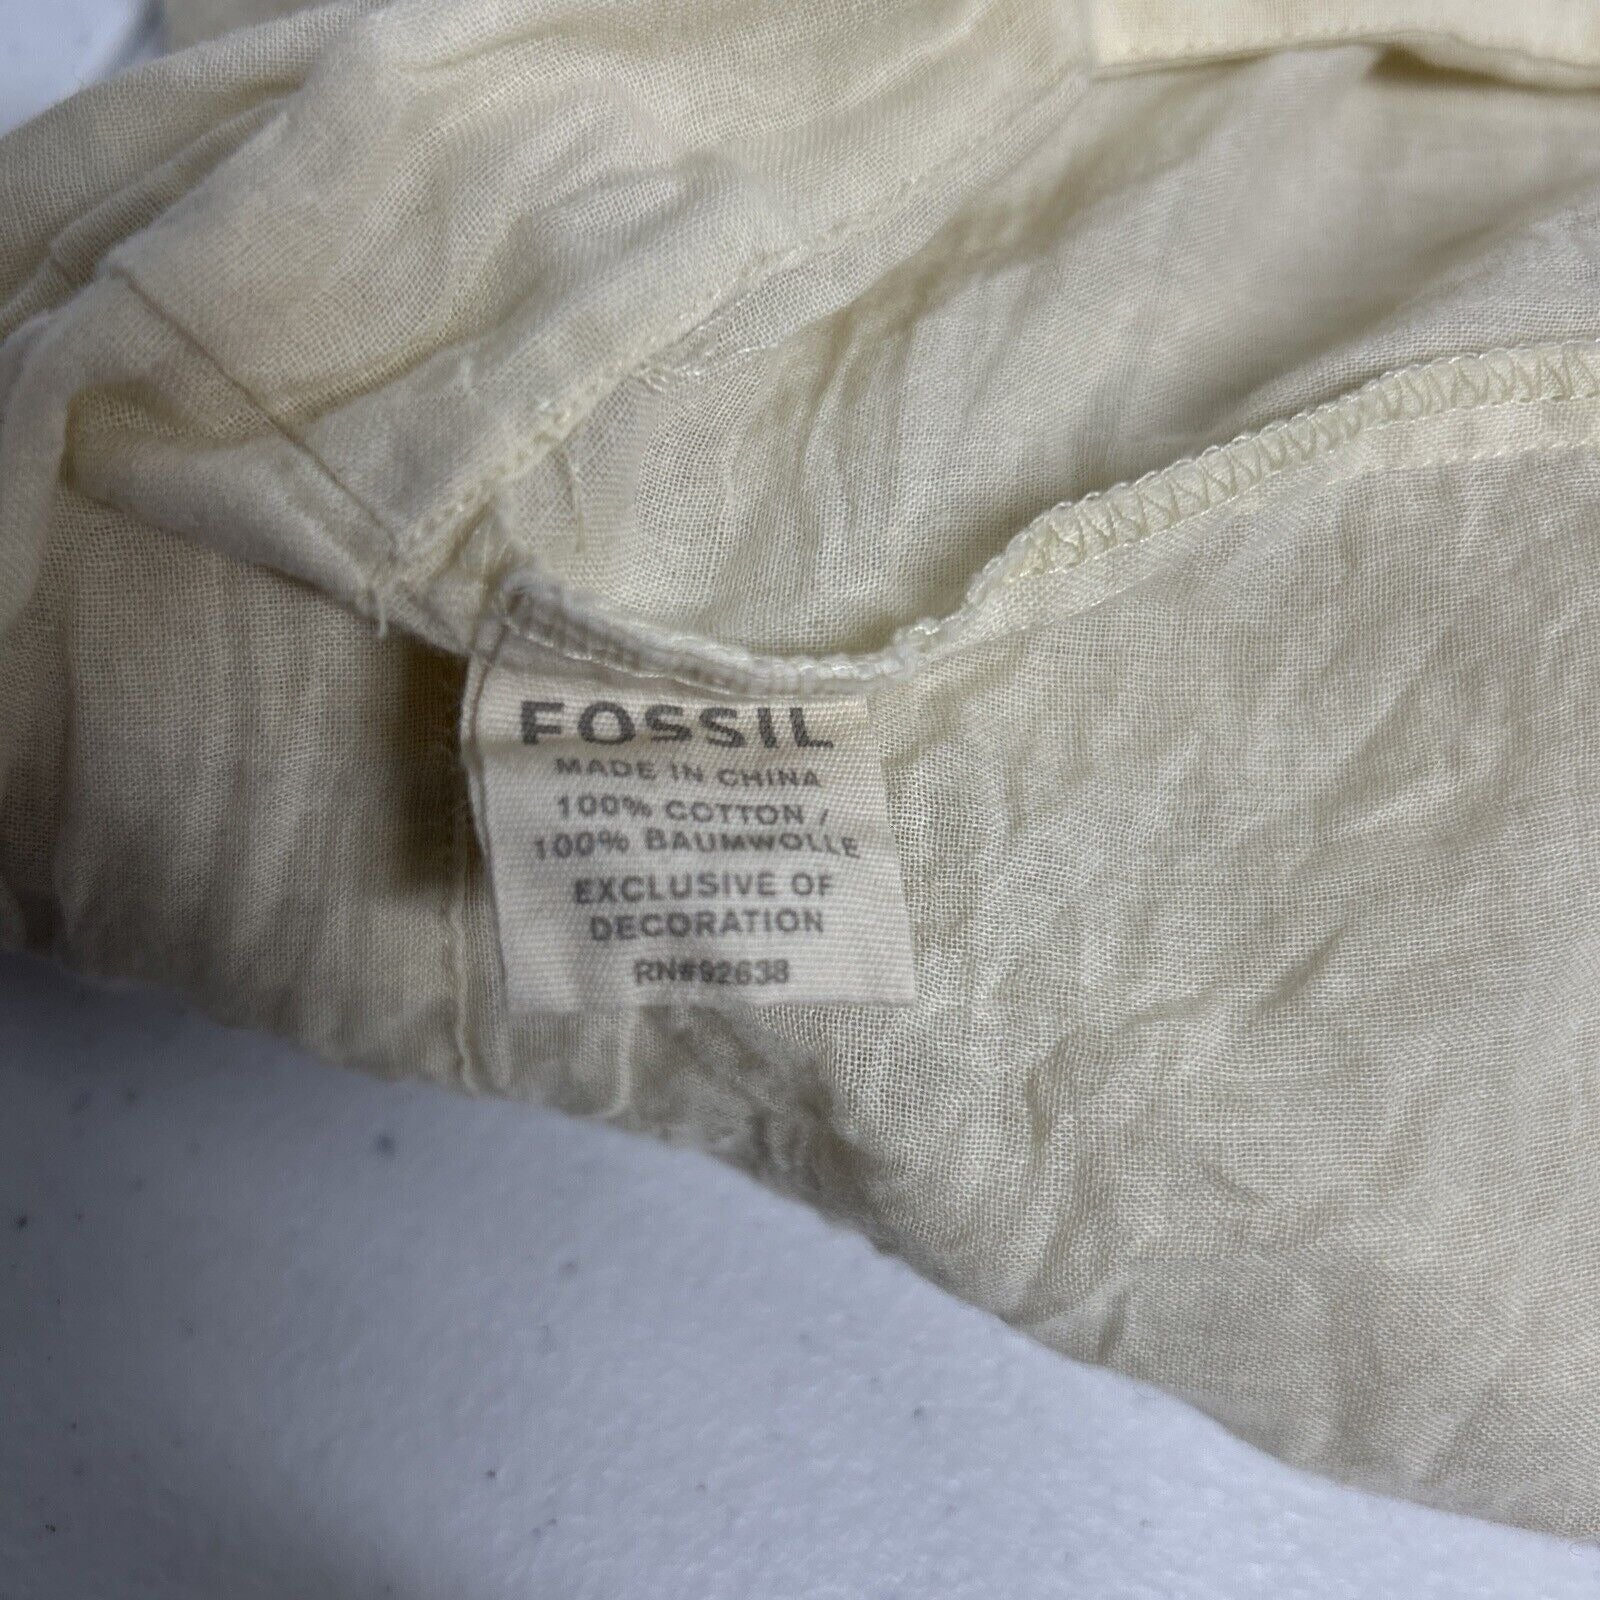 FOSSIL
MADE IN CHINA
100% COTTON /
100% BAUMWOLLE
EXCLUSIVE OF
DECORATION
RN#92638